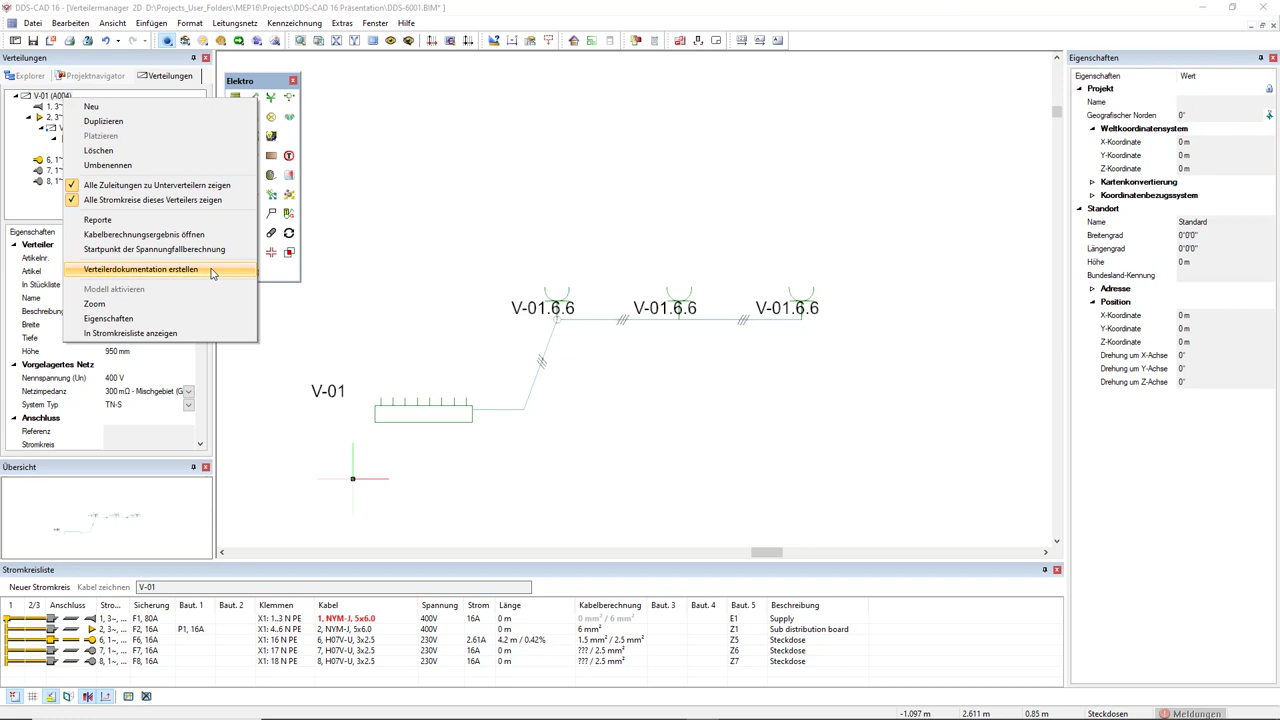 DDS-CAD 16 - [ Verteilermanager 2D D:\Projects_User_Folders\MEP16\Projects\DDS-CAD 16 Präsentation\DDS-6001.BIM* ]
Datei Bearbeiten Ansicht Einfügen Format Leitungsnetz Kennzeichnung Extras Fenster Hilfe
Verteilungen
Explorer Projektnavigator Verteilungen
V-01 (A004)
1, 3~
2, 3~
V
6, 1~
7, 1~
8, 1~
Neu
Duplizieren
Platzieren
Löschen
Umbenennen
Alle Zuleitungen zu Unterverteilern zeigen
Alle Stromkreise dieses Verteilers zeigen
Reporte
Kabelberechnungsergebnis öffnen
Startpunkt der Spannungfallberechnung
Verteilerdokumentation erstellen
Modell aktivieren
Zoom
Eigenschaften
In Stromkreisliste anzeigen
Eigenschaften
Verteiler
Artikelnr.
Artikel
In Stückliste
Name
Beschreibung
Breite
Tiefe
Höhe 950 mm
Vorgelagertes Netz
Nennspannung (Un) 400 V
Netzimpedanz 300 mΩ - Mischgebiet (G
System Typ TN-S
Anschluss
Referenz
Stromkreis
Übersicht
Elektro
V-01.6.6 V-01.6.6 V-01.6.6
V-01
Eigenschaften
Eigenschaften Wert
Projekt
Name
Geografischer Norden 0°
Weltkoordinatensystem
X-Koordinate 0 m
Y-Koordinate 0 m
Z-Koordinate 0 m
Kartenkonvertierung
Koordinatenbezugssystem
Standort
Name Standard
Breitengrad 0°0'0"
Längengrad 0°0'0"
Höhe 0 m
Bundesland-Kennung
Adresse
Position
X-Koordinate 0 m
Y-Koordinate 0 m
Z-Koordinate 0 m
Drehung um X-Achse 0°
Drehung um Y-Achse 0°
Drehung um Z-Achse 0°
Stromkreisliste
Neuer Stromkreis Kabel zeichnen V-01
1 2/3 Anschluss Stro... Sicherung Baut. 1 Baut. 2 Klemmen Kabel Spannung Strom Länge Kabelberechnung Baut. 3 Baut. 4 Baut. 5 Beschreibung
1, 3~, ... F1, 80A X1: 1..3 N PE 1, NYM-J, 5x6.0 400V 16A 0 m 0 mm² / 6 mm² E1 Supply
2, 3~, ... F2, 16A P1, 16A X1: 4..6 N PE 2, NYM-J, 5x6.0 400V 0 m 6 mm² Z1 Sub distribution board
6, 1~, ... F6, 16A X1: 16 N PE 6, H07V-U, 3x2.5 230V 2.61A 4.2 m / 0.42% 1.5 mm² / 2.5 mm² Z5 Steckdose
7, 1~, ... F7, 16A X1: 17 N PE 7, H07V-U, 3x2.5 230V 16A 0 m ??? / 2.5 mm² Z6 Steckdose
8, 1~, ... F8, 16A X1: 18 N PE 8, H07V-U, 3x2.5 230V 16A 0 m ??? / 2.5 mm² Z7 Steckdose
-1.097 m 2.611 m 0.85 m Steckdosen Meldungen